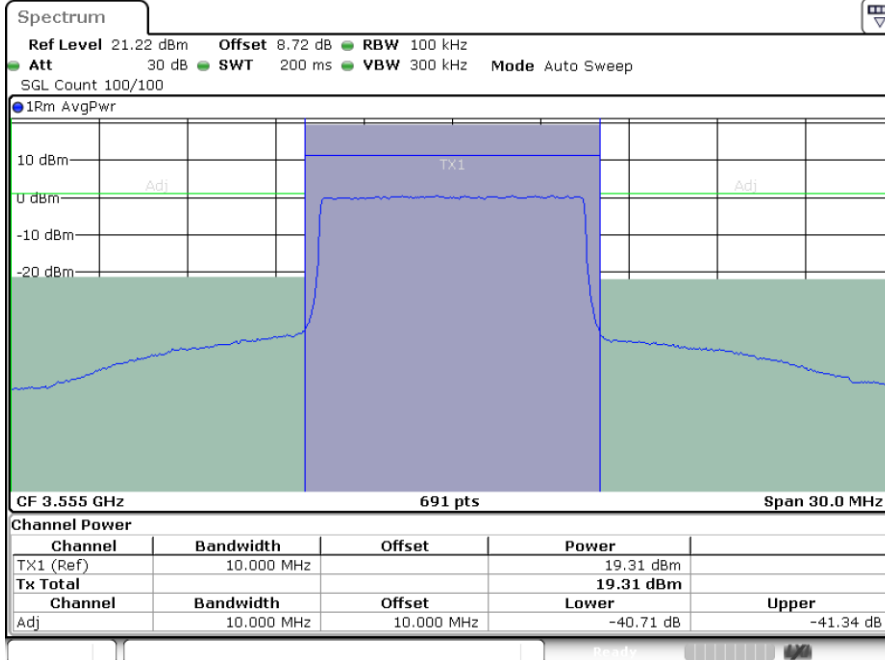 Spectrum
Ref Level 21.22 dBm Offset 8.72 dB RBW 100 kHz
Att 30 dB SWT 200 ms VBW 300 kHz Mode Auto Sweep
SGL Count 100/100
1Rm AvgPwr
10 dBm
TX1
Adj Adj
0 dBm
-10 dBm
-20 dBm
CF 3.555 GHz 691 pts Span 30.0 MHz
Channel Power
Channel Bandwidth Offset Power
TX1 (Ref) 10.000 MHz 19.31 dBm
Tx Total 19.31 dBm
Channel Bandwidth Offset Lower Upper
Adj 10.000 MHz 10.000 MHz -40.71 dB -41.34 dB
Ready